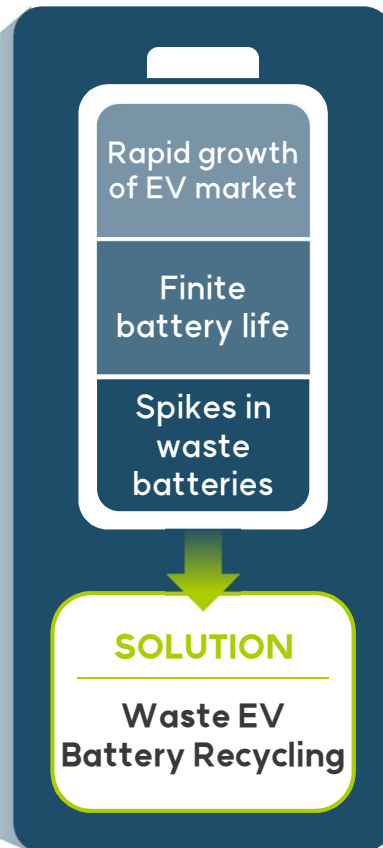 Rapid growth
of EV market
Finite
battery life
Spikes in
waste
batteries
SOLUTION
Waste EV
Battery Recycling